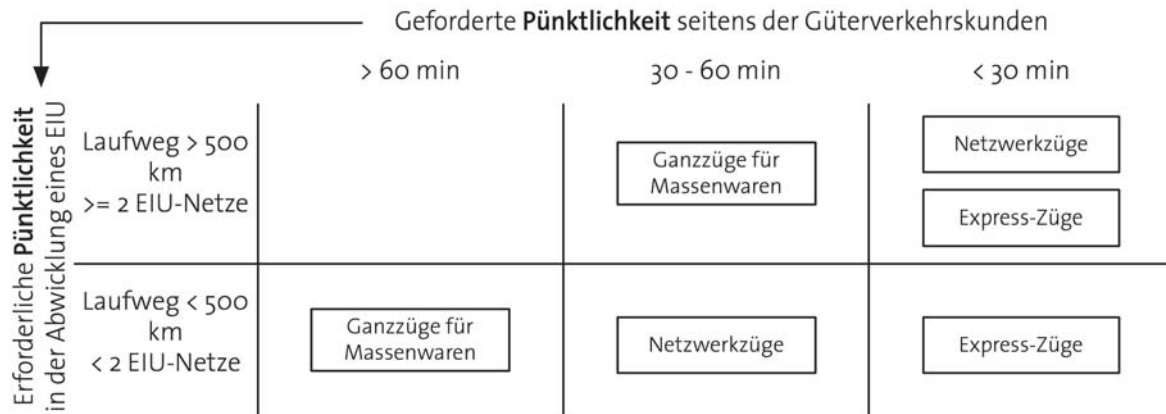 Geforderte Pünktlichkeit seitens der Güterverkehrskunden
> 60 min
30 - 60 min
< 30 min
Erforderliche Pünktlichkeit
in der Abwicklung eines EIU
Laufweg > 500
km
>= 2 EIU-Netze
Ganzzüge für
Massenwaren
Netzwerkzüge
Express-Züge
Laufweg < 500
km
< 2 EIU-Netze
Ganzzüge für
Massenwaren
Netzwerkzüge
Express-Züge